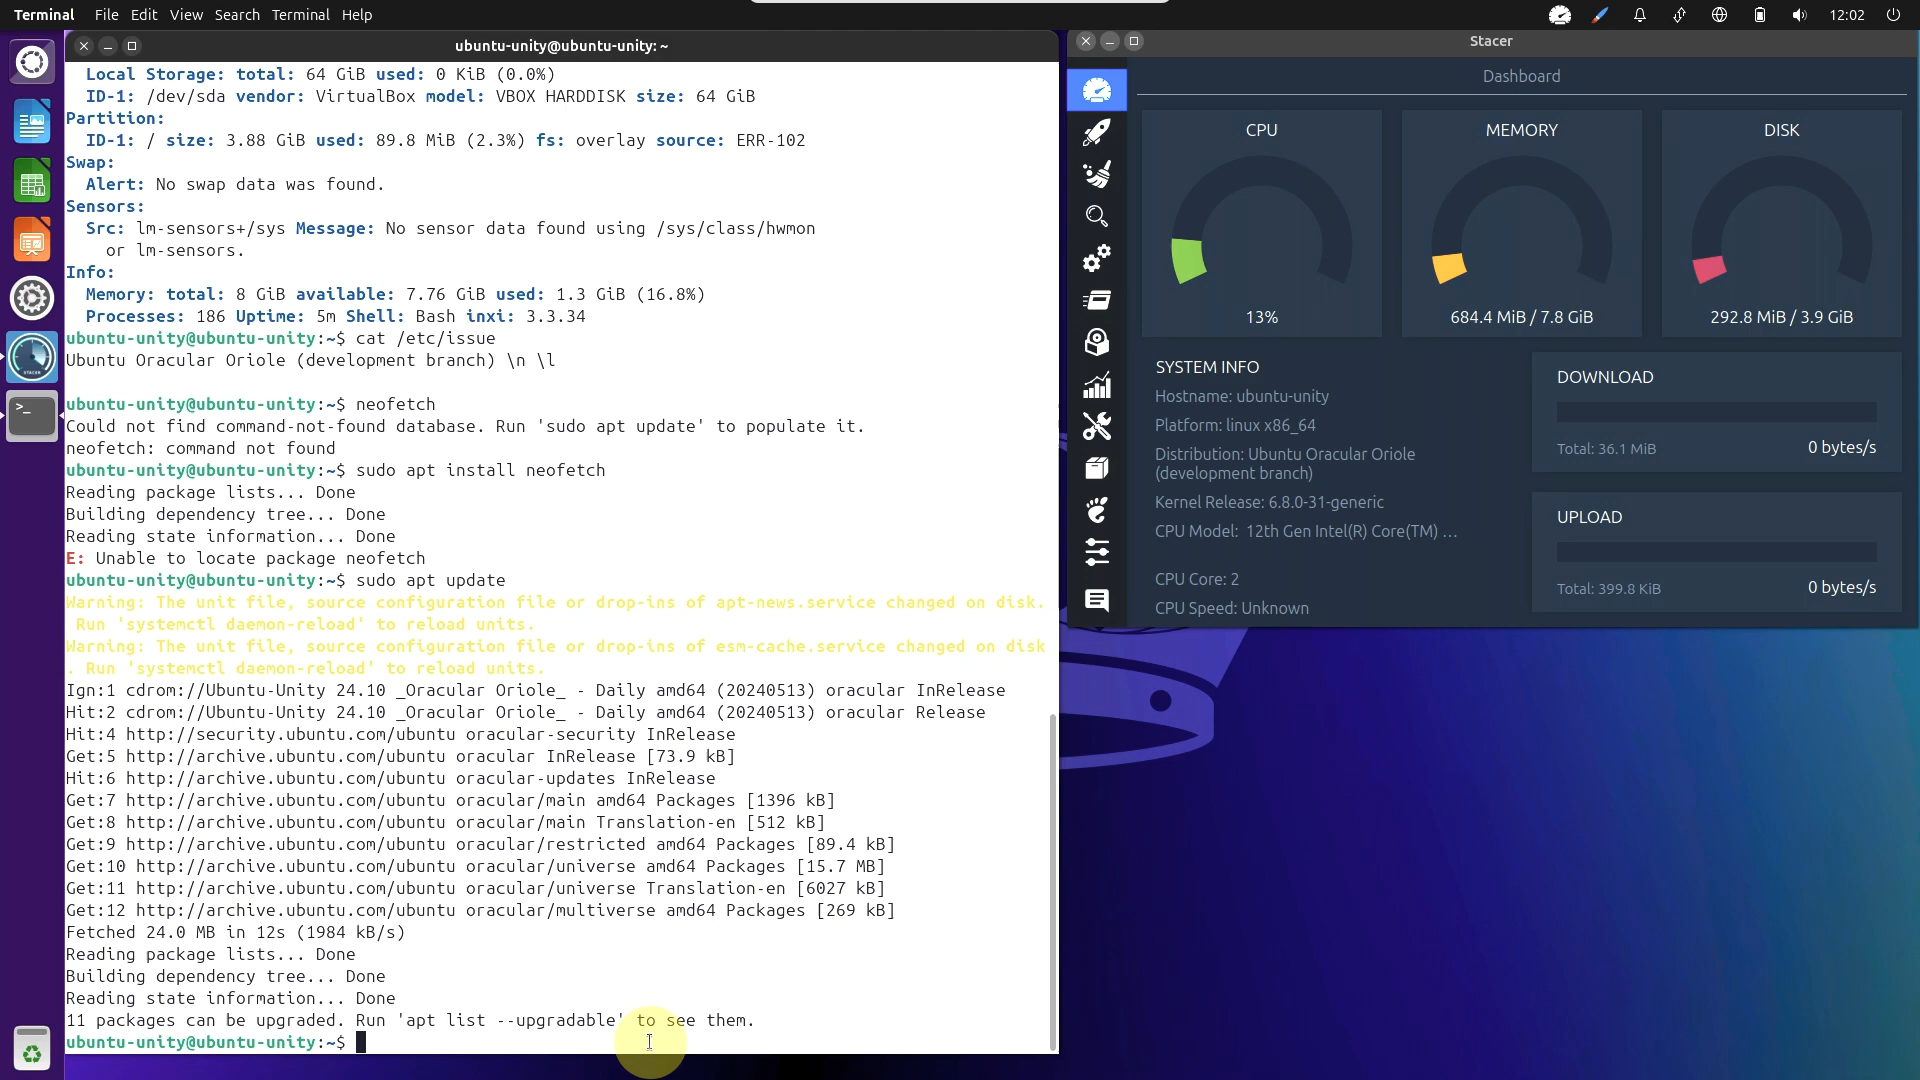 Terminal File Edit View Search Terminal Help 12:02
ubuntu-unity@ubuntu-unity: ~
Local Storage: total: 64 GiB used: 0 KiB (0.0%)
ID-1: /dev/sda vendor: VirtualBox model: VBOX HARDDISK size: 64 GiB
Partition:
ID-1: / size: 3.88 GiB used: 89.8 MiB (2.3%) fs: overlay source: ERR-102
Swap:
Alert: No swap data was found.
Sensors:
Src: lm-sensors+/sys Message: No sensor data found using /sys/class/hwmon
or lm-sensors.
Info:
Memory: total: 8 GiB available: 7.76 GiB used: 1.3 GiB (16.8%)
Processes: 186 Uptime: 5m Shell: Bash inxi: 3.3.34
ubuntu-unity@ubuntu-unity:~$ cat /etc/issue
Ubuntu Oracular Oriole (development branch) \n \l
ubuntu-unity@ubuntu-unity:~$ neofetch
Could not find command-not-found database. Run 'sudo apt update' to populate it.
neofetch: command not found
ubuntu-unity@ubuntu-unity:~$ sudo apt install neofetch
Reading package lists... Done
Building dependency tree... Done
Reading state information... Done
E: Unable to locate package neofetch
ubuntu-unity@ubuntu-unity:~$ sudo apt update
Warning: The unit file, source configuration file or drop-ins of apt-news.service changed on disk.
Run 'systemctl daemon-reload' to reload units.
Warning: The unit file, source configuration file or drop-ins of esm-cache.service changed on disk
. Run 'systemctl daemon-reload' to reload units.
Ign:1 cdrom://Ubuntu-Unity 24.10 _Oracular Oriole_ - Daily amd64 (20240513) oracular InRelease
Hit:2 cdrom://Ubuntu-Unity 24.10 _Oracular Oriole_ - Daily amd64 (20240513) oracular Release
Hit:4 http://security.ubuntu.com/ubuntu oracular-security InRelease
Get:5 http://archive.ubuntu.com/ubuntu oracular InRelease [73.9 kB]
Hit:6 http://archive.ubuntu.com/ubuntu oracular-updates InRelease
Get:7 http://archive.ubuntu.com/ubuntu oracular/main amd64 Packages [1396 kB]
Get:8 http://archive.ubuntu.com/ubuntu oracular/main Translation-en [512 kB]
Get:9 http://archive.ubuntu.com/ubuntu oracular/restricted amd64 Packages [89.4 kB]
Get:10 http://archive.ubuntu.com/ubuntu oracular/universe amd64 Packages [15.7 MB]
Get:11 http://archive.ubuntu.com/ubuntu oracular/universe Translation-en [6027 kB]
Get:12 http://archive.ubuntu.com/ubuntu oracular/multiverse amd64 Packages [269 kB]
Fetched 24.0 MB in 12s (1984 kB/s)
Reading package lists... Done
Building dependency tree... Done
Reading state information... Done
11 packages can be upgraded. Run 'apt list --upgradable' to see them.
ubuntu-unity@ubuntu-unity:~$
Stacer
Dashboard
CPU MEMORY DISK
13% 684.4 MiB / 7.8 GiB 292.8 MiB / 3.9 GiB
SYSTEM INFO
Hostname: ubuntu-unity
Platform: linux x86_64
Distribution: Ubuntu Oracular Oriole
(development branch)
Kernel Release: 6.8.0-31-generic
CPU Model: 12th Gen Intel(R) Core(TM) ...
CPU Core: 2
CPU Speed: Unknown
DOWNLOAD
Total: 36.1 MiB 0 bytes/s
UPLOAD
Total: 399.8 KiB 0 bytes/s
STACER
>_